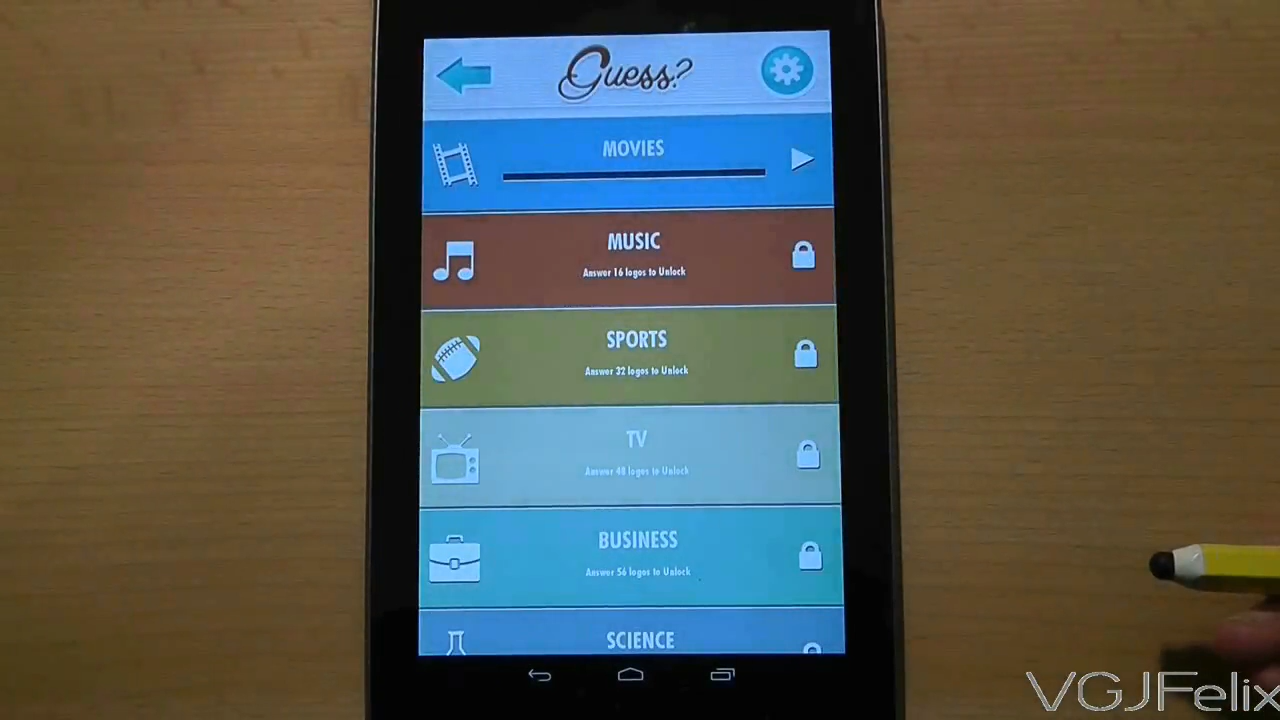 Guess?
MOVIES
MUSIC
Answer 16 logos to Unlock
SPORTS
Answer 32 logos to Unlock
TV
Answer 48 logos to Unlock
BUSINESS
Answer 56 logos to Unlock
SCIENCE
VGJFelix